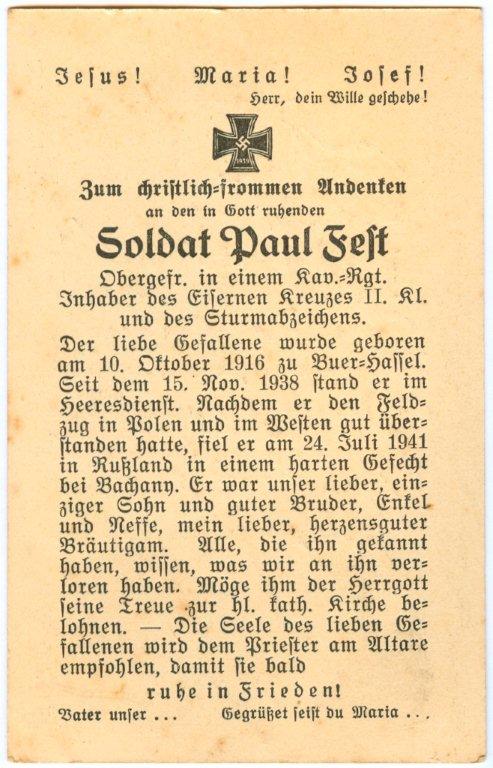 Jesus! Maria! Josef!
Herr, dein Wille geschehe!
1939
Zum christlich-frommen Andenken
an den in Gott ruhenden
Soldat Paul Fest
Obergefr. in einem Kav.-Rgt.
Inhaber des Eisernen Kreuzes II. Kl.
und des Sturmabzeichens.
Der liebe Gefallene wurde geboren
am 10. Oktober 1916 zu Buer-Hassel.
Seit dem 15. Nov. 1938 stand er im
Heeresdienst. Nachdem er den Feld-
zug in Polen und im Westen gut über-
standen hatte, fiel er am 24. Juli 1941
in Rußland in einem harten Gefecht
bei Bachany. Er war unser lieber, ein-
ziger Sohn und guter Bruder, Enkel
und Neffe, mein lieber, herzensguter
Bräutigam. Alle, die ihn gekannt
haben, wissen, was wir an ihn ver-
loren haben. Möge ihm der Herrgott
seine Treue zur hl. kath. Kirche be-
lohnen. — Die Seele des lieben Ge-
fallenen wird dem Priester am Altare
empfohlen, damit sie bald
ruhe in Frieden!
Vater unser ... Gegrüßet seist du Maria ...